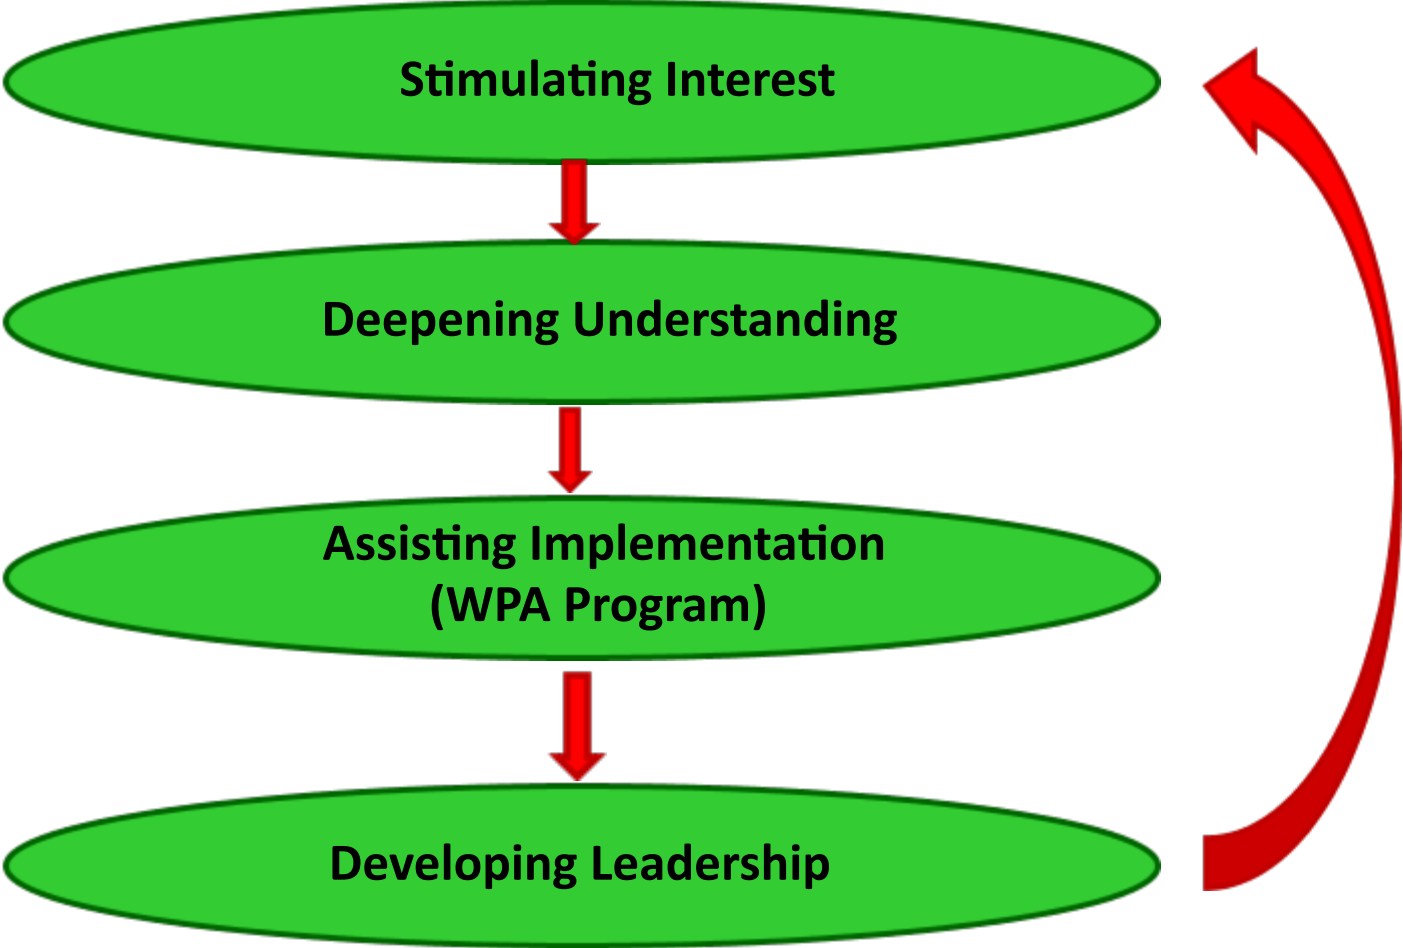 Stimulating Interest
Deepening Understanding
Assisting Implementation
(WPA Program)
Developing Leadership